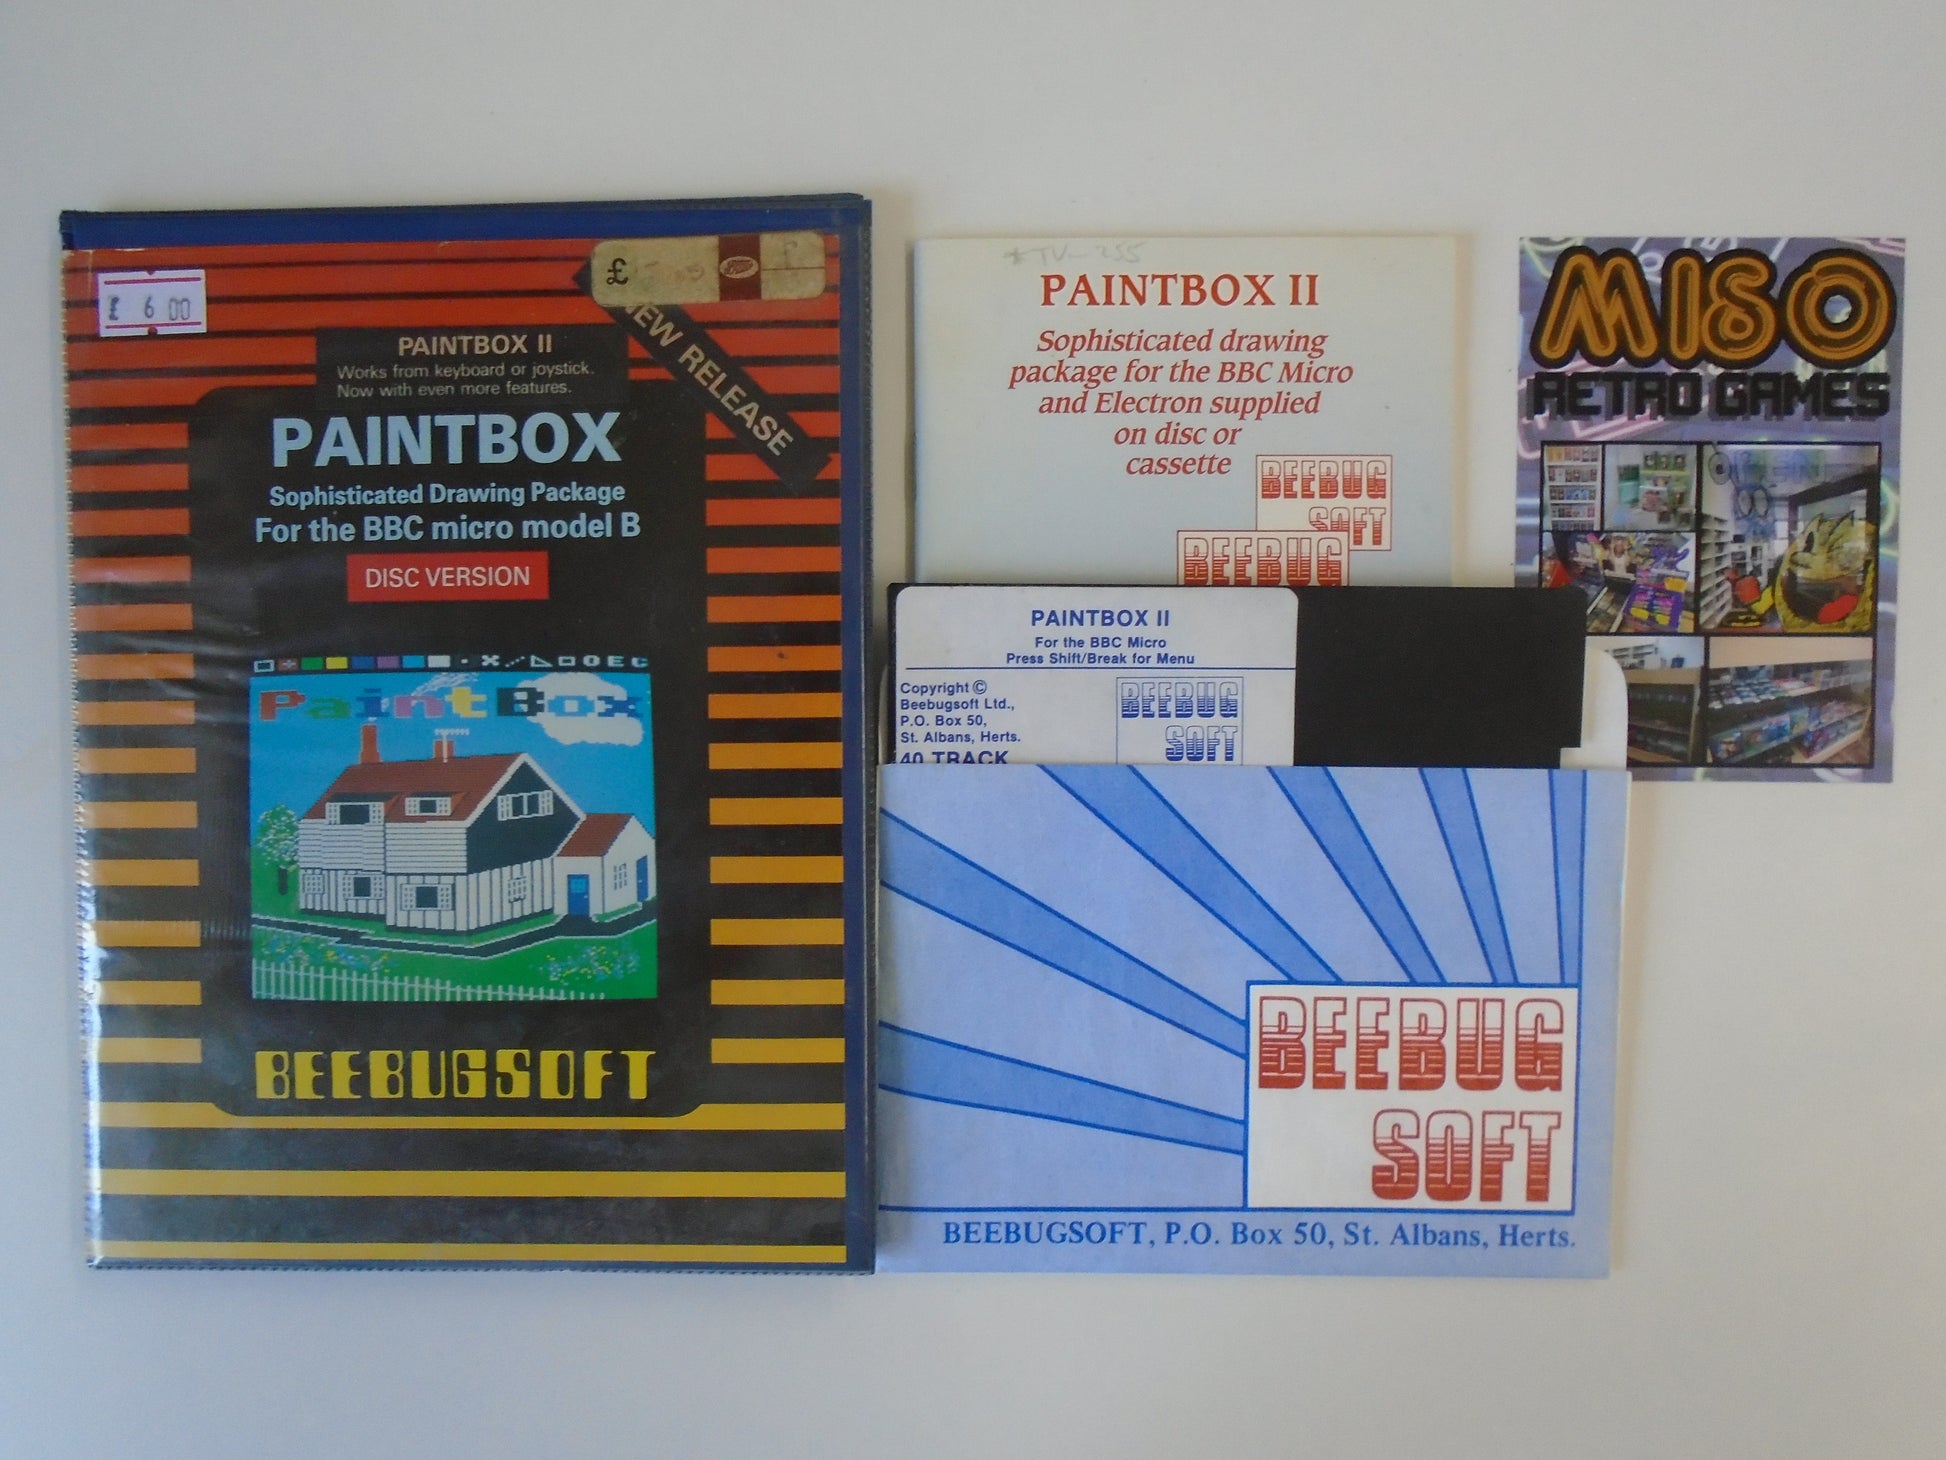 £ 6 00
£
NEW RELEASE
PAINTBOX II
Works from keyboard or joystick.
Now with even more features.
PAINTBOX
Sophisticated Drawing Package
For the BBC micro model B
DISC VERSION
PaintBox
BEEBUGSOFT
PAINTBOX II
Sophisticated drawing
package for the BBC Micro
and Electron supplied
on disc or
cassette
BEEBUG
SOFT
BEEBUG
PAINTBOX II
For the BBC Micro
Press Shift/Break for Menu
Copyright ©
Beebugsoft Ltd.,
P.O. Box 50,
St. Albans, Herts.
40 TRACK
BEEBUG
SOFT
BEEBUG
SOFT
BEEBUGSOFT, P.O. Box 50, St. Albans, Herts.
MISO
RETRO GAMES